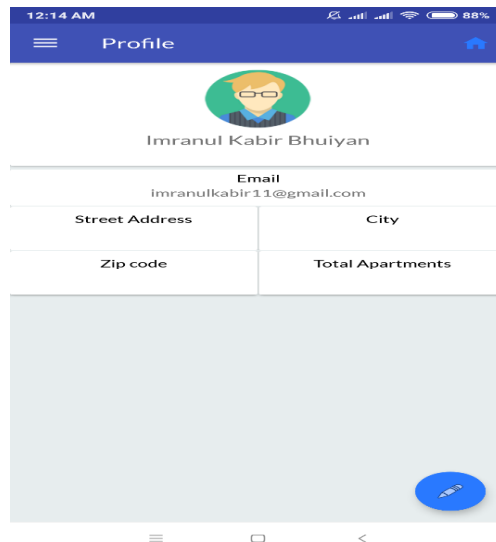 12:14 AM 88%
Profile
Imranul Kabir Bhuiyan
Email
imranulkabir11@gmail.com
Street Address City
Zip code Total Apartments